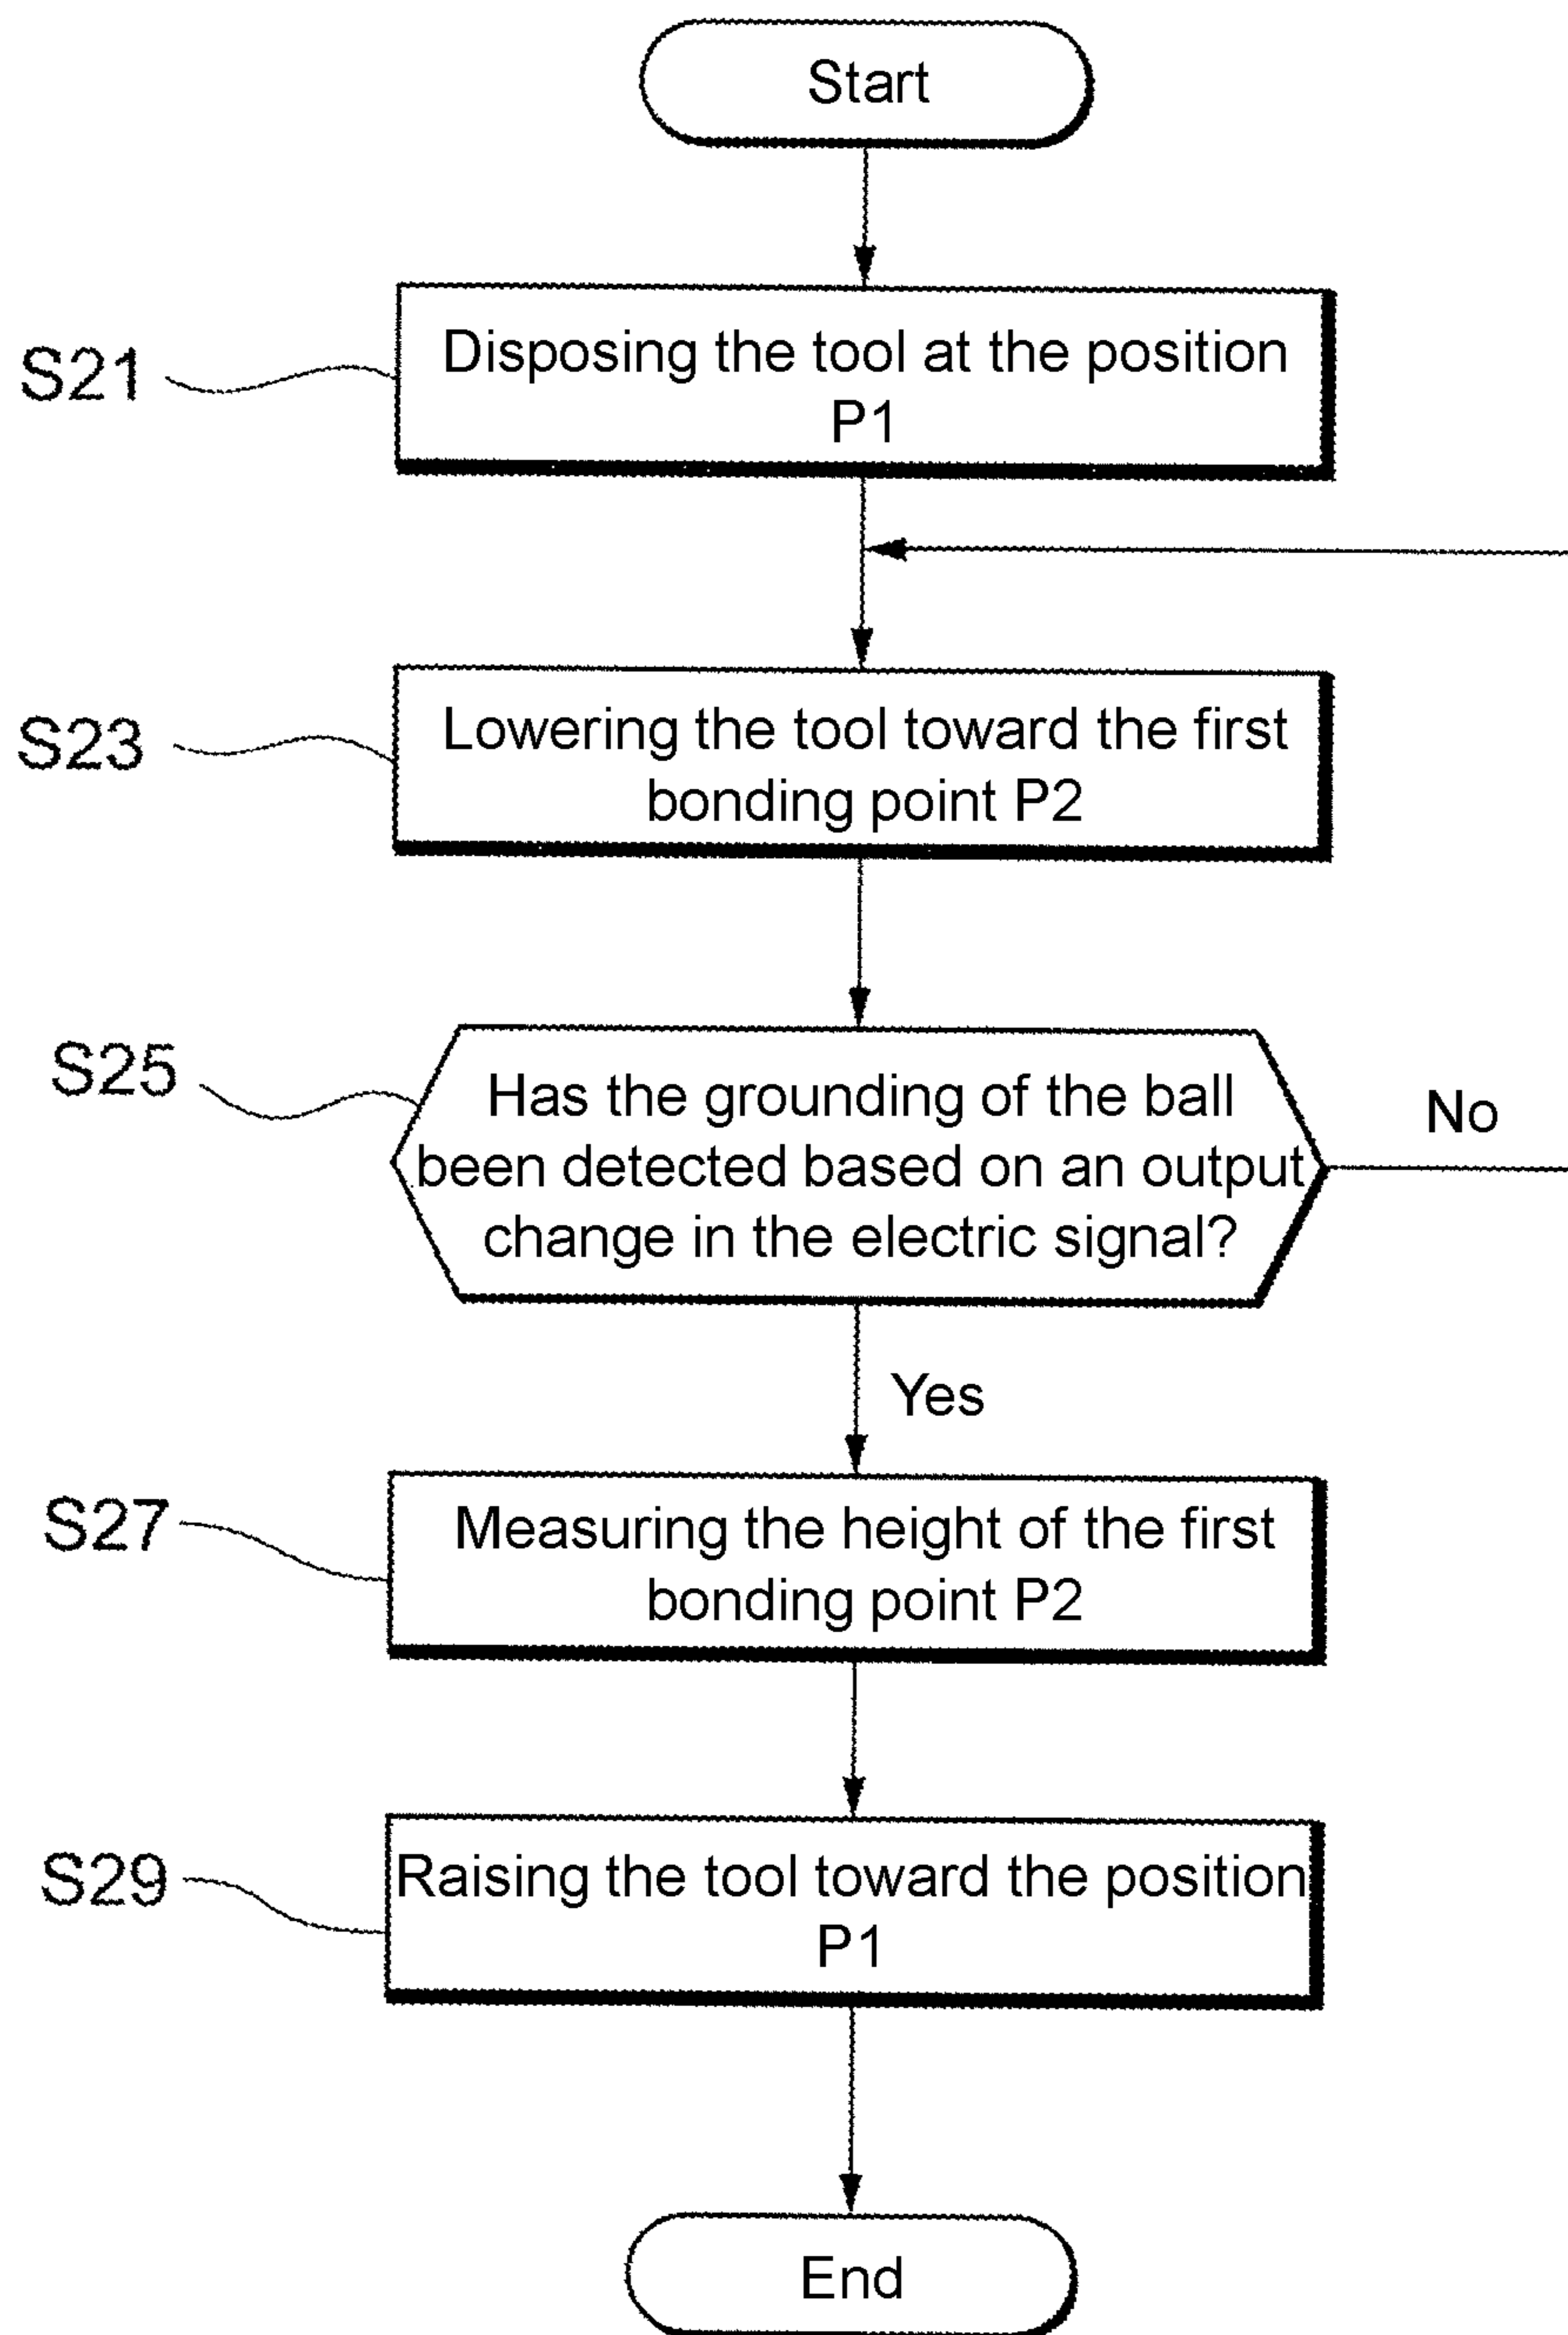 Start
S21
Disposing the tool at the position
P1
S23
Lowering the tool toward the first
bonding point P2
S25
Has the grounding of the ball
been detected based on an output
change in the electric signal?
No
Yes
S27
Measuring the height of the first
bonding point P2
S29
Raising the tool toward the position
P1
End